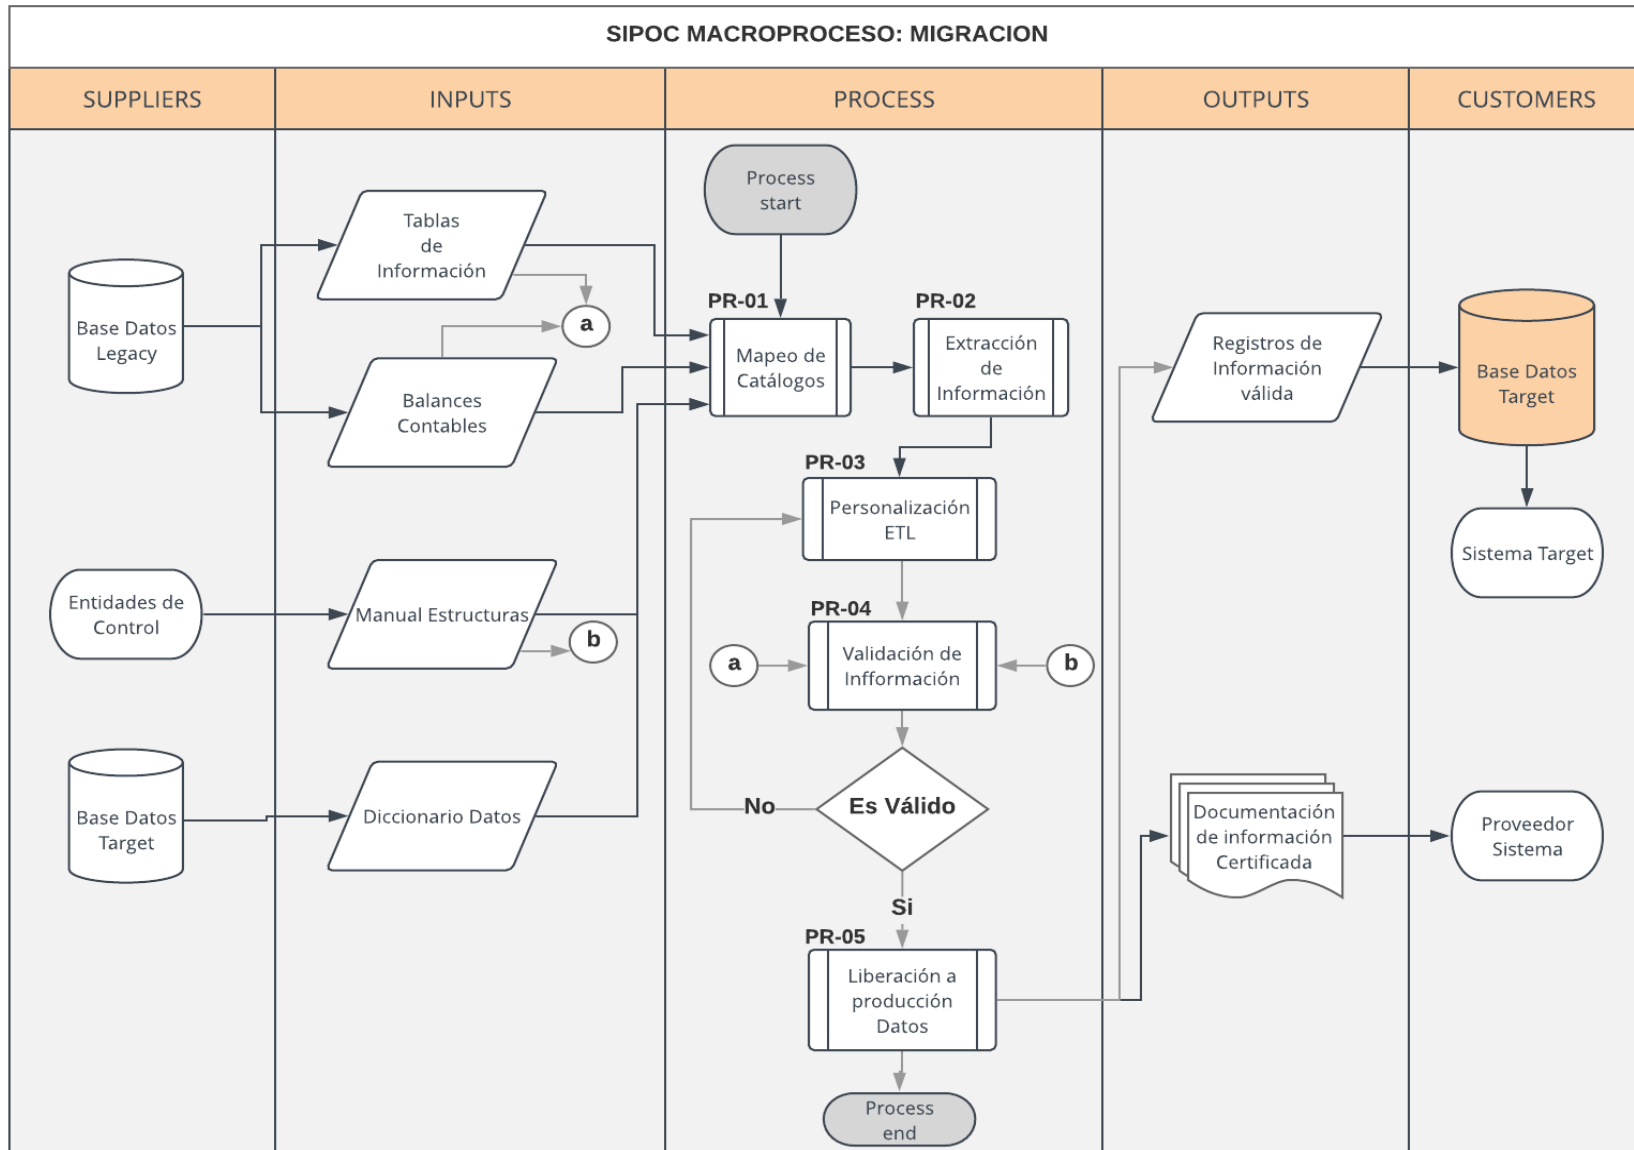 SIPOC MACROPROCESO: MIGRACION
SUPPLIERS
INPUTS
PROCESS
OUTPUTS
CUSTOMERS
Base Datos
Legacy
Entidades de
Control
Base Datos
Target
Tablas
de
Información
a
Balances
Contables
Manual Estructuras
b
Diccionario Datos
Process
start
PR-01
Mapeo de
Catálogos
PR-02
Extracción
de
Información
PR-03
Personalización
ETL
PR-04
a
Validación de
Infformación
b
Es Válido
No
Si
PR-05
Liberación a
producción
Datos
Process
end
Registros de
Información
válida
Documentación
de información
Certificada
Base Datos
Target
Sistema Target
Proveedor
Sistema